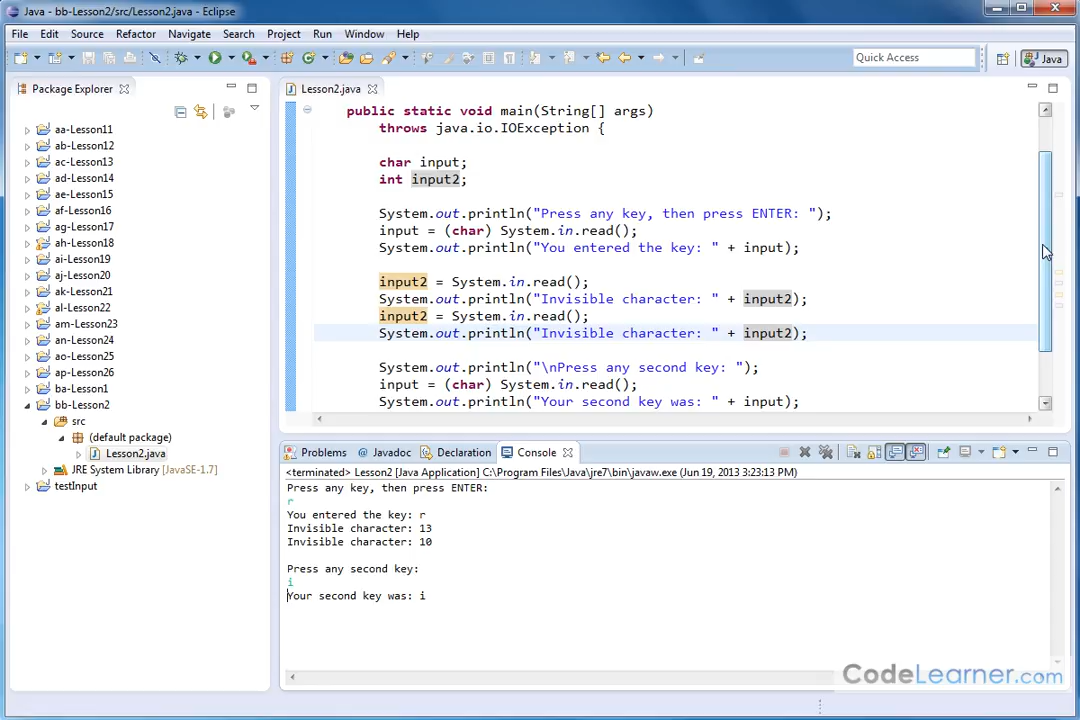 Java - bb-Lesson2/src/Lesson2.java - Eclipse
File Edit Source Refactor Navigate Search Project Run Window Help
Quick Access
Java
Package Explorer
Lesson2.java
aa-Lesson11
ab-Lesson12
ac-Lesson13
ad-Lesson14
ae-Lesson15
af-Lesson16
ag-Lesson17
ah-Lesson18
ai-Lesson19
aj-Lesson20
ak-Lesson21
al-Lesson22
am-Lesson23
an-Lesson24
ao-Lesson25
ap-Lesson26
ba-Lesson1
bb-Lesson2
src
(default package)
Lesson2.java
JRE System Library [JavaSE-1.7]
testInput
public static void main(String[] args)
throws java.io.IOException {
char input;
int input2;
System.out.println("Press any key, then press ENTER: ");
input = (char) System.in.read();
System.out.println("You entered the key: " + input);
input2 = System.in.read();
System.out.println("Invisible character: " + input2);
input2 = System.in.read();
System.out.println("Invisible character: " + input2);
System.out.println("\nPress any second key: ");
input = (char) System.in.read();
System.out.println("Your second key was: " + input);
Problems Javadoc Declaration Console
<terminated> Lesson2 [Java Application] C:\Program Files\Java\jre7\bin\javaw.exe (Jun 19, 2013 3:23:13 PM)
Press any key, then press ENTER:
r
You entered the key: r
Invisible character: 13
Invisible character: 10
Press any second key:
i
Your second key was: i
CodeLearner.com